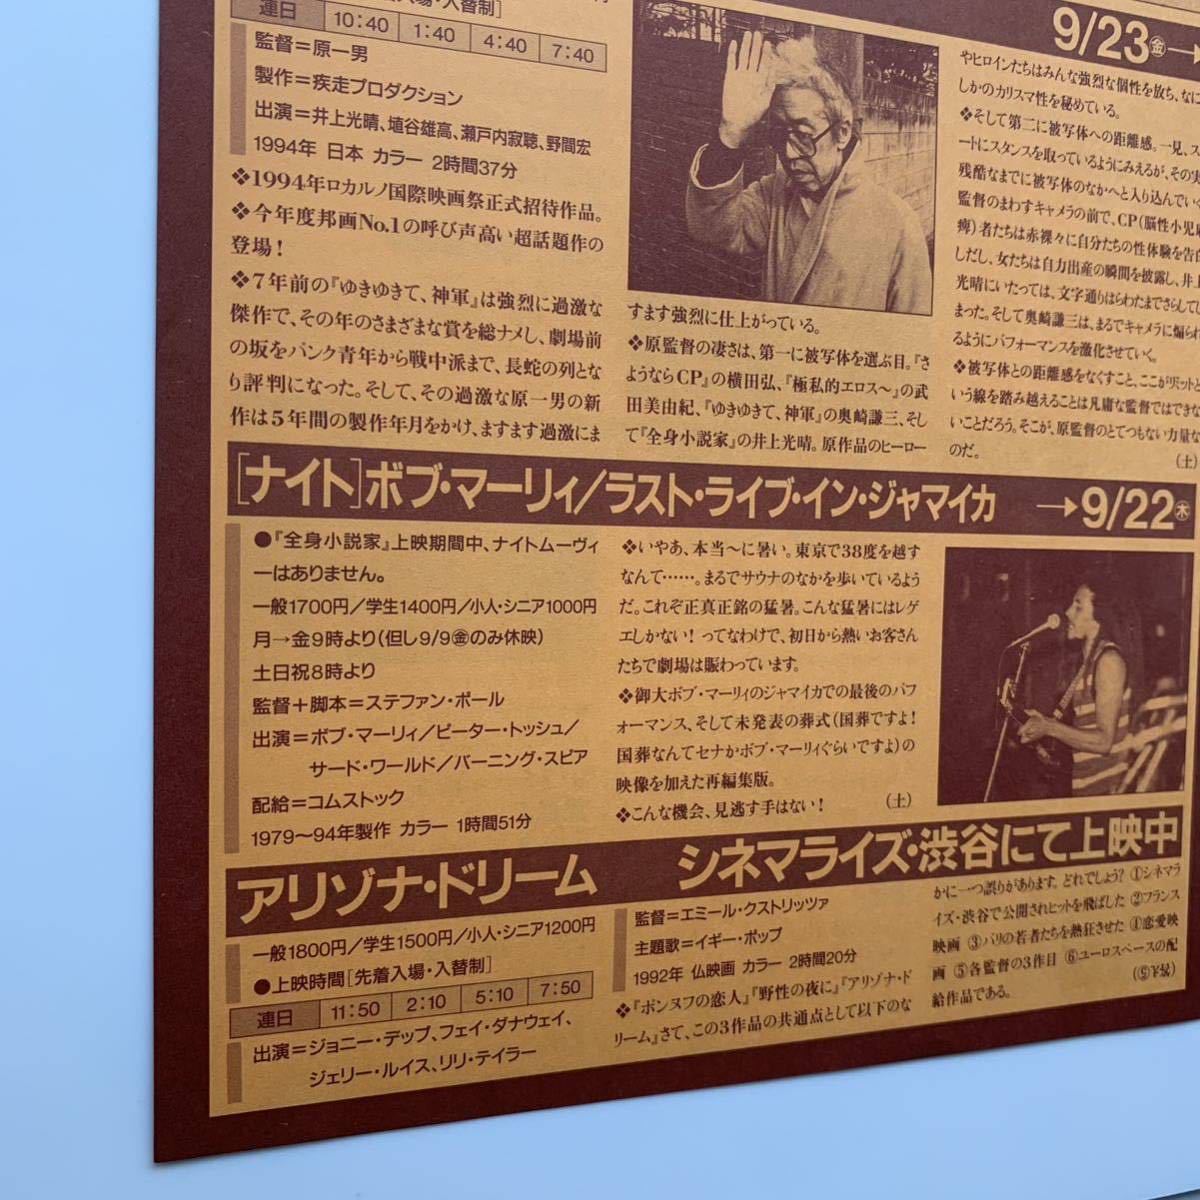 入場・入替制]
連日 10:40 1:40 4:40 7:40
監督=原一男
製作=疾走プロダクション
出演=井上光晴、埴谷雄高、瀬戸内寂聴、野間宏
1994年 日本 カラー 2時間37分
❖1994年ロカルノ国際映画祭正式招待作品。
❖今年度邦画No.1の呼び声高い超話題作の
登場!
❖7年前の『ゆきゆきて、神軍』は強烈に過激な
傑作で、その年のさまざまな賞を総ナメし、劇場前
の坂をパンク青年から戦中派まで、長蛇の列とな
り評判になった。そして、その過激な原一男の新
作は5年間の製作年月をかけ、ますます過激にま
すます強烈に仕上がっている。
❖原監督の凄さは、第一に被写体を選ぶ目。『さ
ようならCP』の横田弘、『極私的エロス〜』の武
田美由紀、『ゆきゆきて、神軍』の奥崎謙三、そし
て『全身小説家』の井上光晴。原作品のヒーロー
9/23㊎→
やヒロインたちはみんな強烈な個性を放ち、なに
しかのカリスマ性を秘めている。
❖そして第二に被写体への距離感。一見、ス
ートにスタンスを取っているようにみえるが、その実
残酷なまでに被写体のなかへと入り込んでいく
監督のまわすキャメラの前で、CP(脳性小児麻
痺)者たちは赤裸々に自分たちの性体験を告白
しだし、女たちは自力出産の瞬間を披露し、井上
光晴にいたっては、文字通りはらわたまでさらしてし
まった。そして奥崎謙三は、まるでキャメラに煽られ
るようにパフォーマンスを激化させていく。
❖被写体との距離感をなくすこと、ここがリミットと
いう線を踏み越えることは凡庸な監督ではできな
いことだろう。そこが、原監督のとてつもない力量な
のだ。 (土)
[ナイト]ボブ・マーリィ/ラスト・ライブ・イン・ジャマイカ →9/22㊍
●『全身小説家』上映期間中、ナイトムーヴィ
ーはありません。
一般1700円/学生1400円/小人・シニア1000円
月→金9時より(但し9/9㊎のみ休映)
土日祝8時より
監督+脚本=ステファン・ポール
出演=ボブ・マーリィ/ピーター・トッシュ/
サード・ワールド/バーニング・スピア
配給=コムストック
1979〜94年製作 カラー 1時間51分
❖いやあ、本当〜に暑い。東京で38度を越す
なんて……。まるでサウナのなかを歩いているよう
だ。これぞ正真正銘の猛暑。こんな猛暑にはレゲ
エしかない! ってなわけで、初日から熱いお客さん
たちで劇場は賑わっています。
❖御大ボブ・マーリィのジャマイカでの最後のパフ
ォーマンス、そして未発表の葬式(国葬ですよ!
国葬なんてセナかボブ・マーリィぐらいですよ)の
映像を加えた再編集版。
❖こんな機会、見逃す手はない! (土)
アリゾナ・ドリーム シネマライズ・渋谷にて上映中
一般1800円/学生1500円/小人・シニア1200円
●上映時間[先着入場・入替制]
連日 11:50 2:10 5:10 7:50
出演=ジョニー・デップ、フェイ・ダナウェイ、
ジェリー・ルイス、リリ・テイラー
監督=エミール・クストリッツァ
主題歌=イギー・ポップ
1992年 仏映画 カラー 2時間20分
❖『ポンヌフの恋人』『野性の夜に』『アリゾナ・ド
リーム』さて、この3作品の共通点として以下のな
かに一つ誤りがあります。どれでしょう? ①シネマラ
イズ・渋谷で公開されヒットを飛ばした ②フランス
映画 ③パリの若者たちを熱狂させた ④恋愛映
画 ⑤各監督の3作目 ⑥ユーロスペースの配
給作品である。